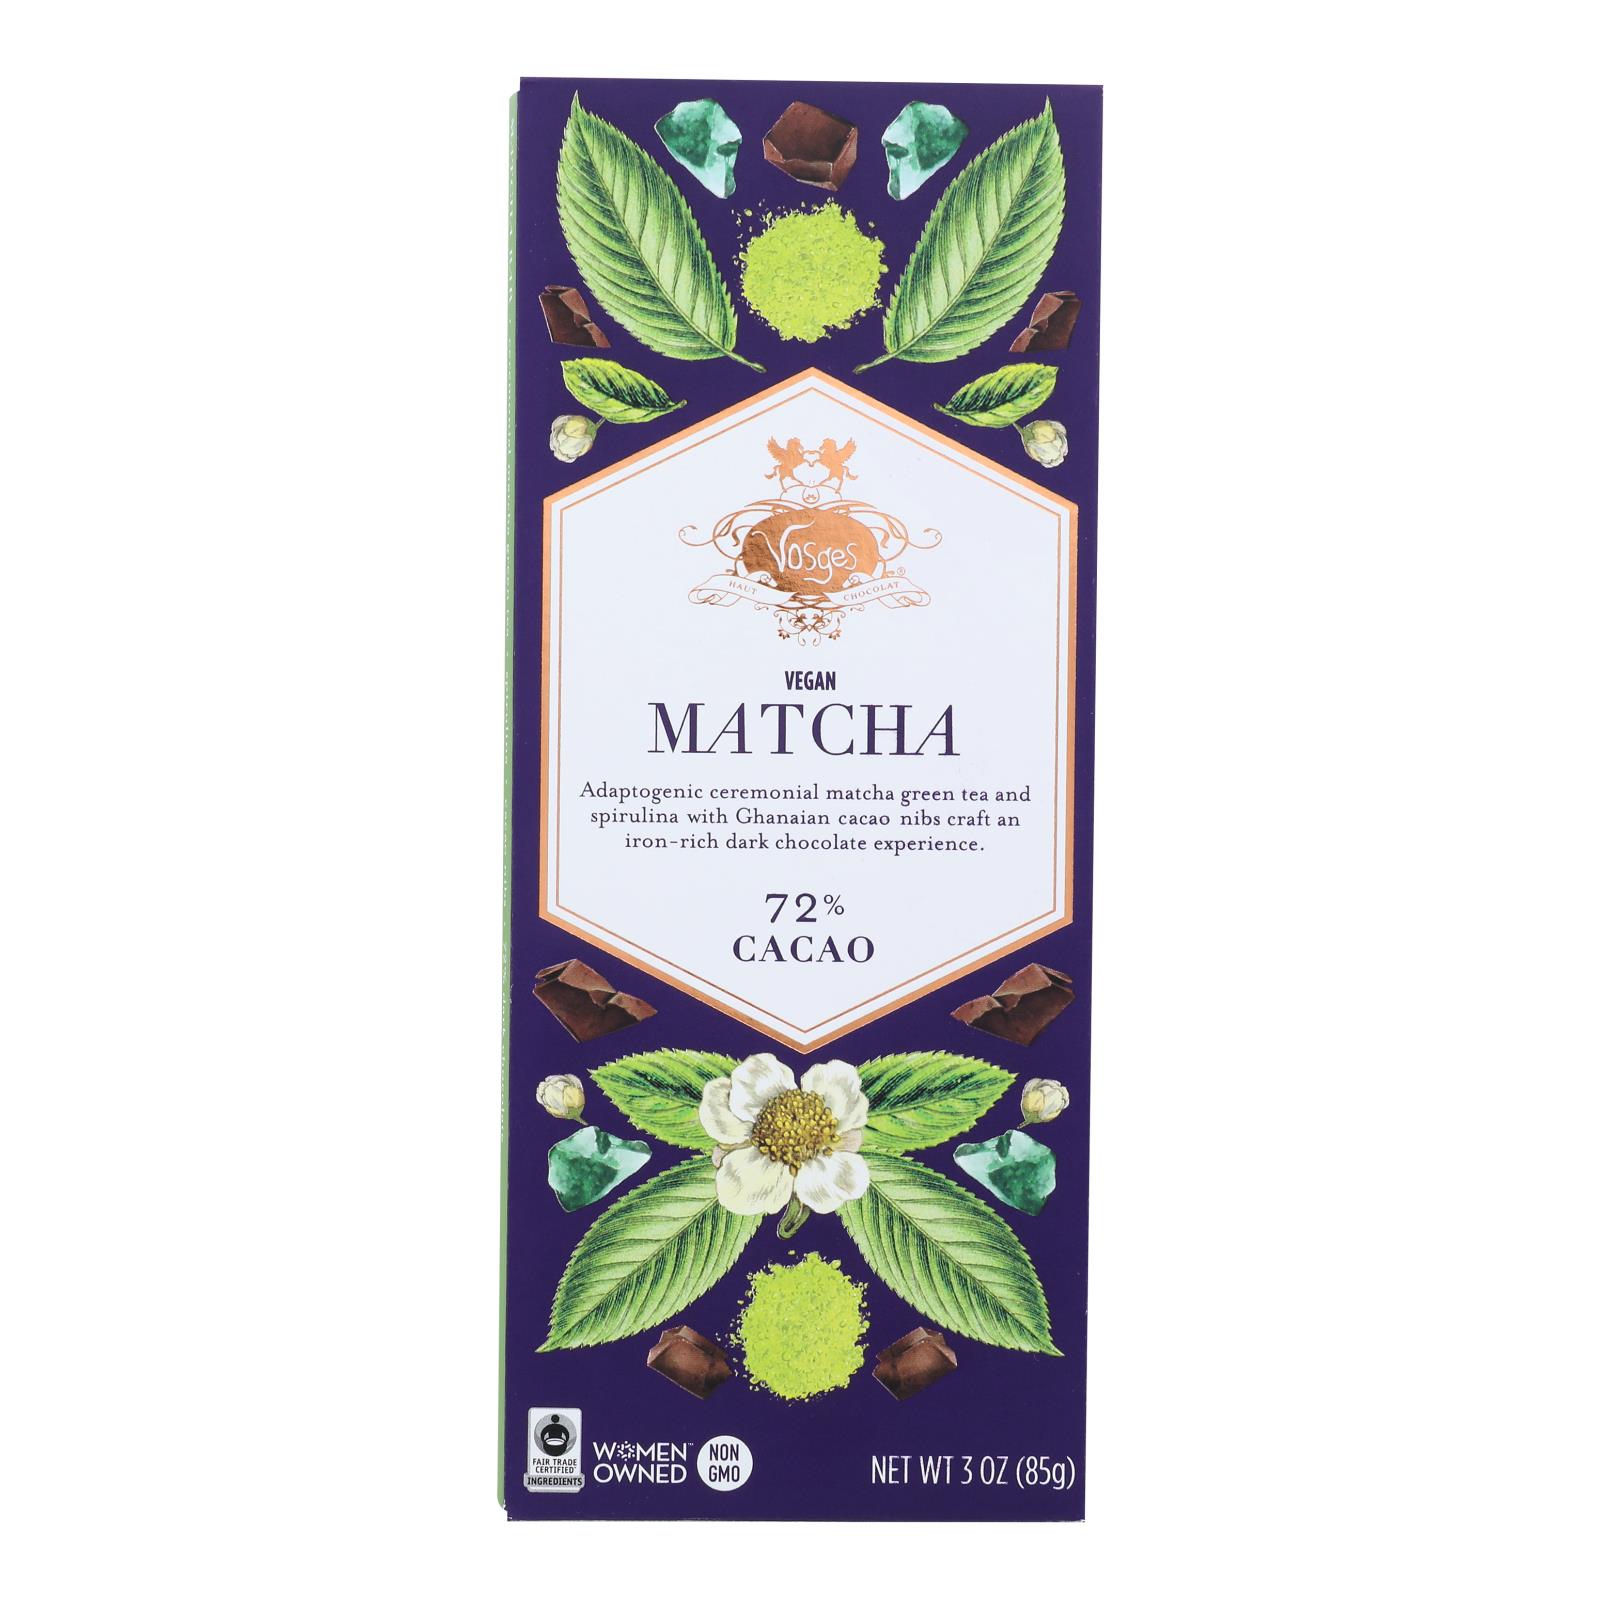 Vosges
HAUT CHOCOLAT®
VEGAN
MATCHA
Adaptogenic ceremonial matcha green tea and
spirulina with Ghanaian cacao nibs craft an
iron-rich dark chocolate experience.
72%
CACAO
FAIR TRADE
CERTIFIED
INGREDIENTS
WOMEN™
OWNED
NON
GMO
NET WT 3 OZ (85g)